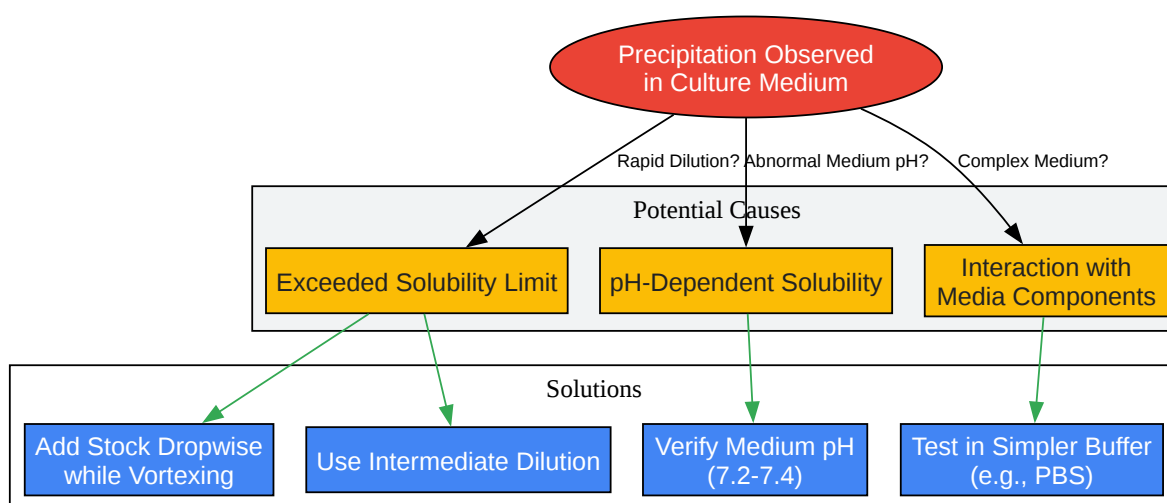 Precipitation Observed
in Culture Medium
Rapid Dilution?
Abnormal Medium pH?
Complex Medium?
Potential Causes
Exceeded Solubility Limit
pH-Dependent Solubility
Interaction with
Media Components
Solutions
Add Stock Dropwise
while Vortexing
Use Intermediate Dilution
Verify Medium pH
(7.2-7.4)
Test in Simpler Buffer
(e.g., PBS)